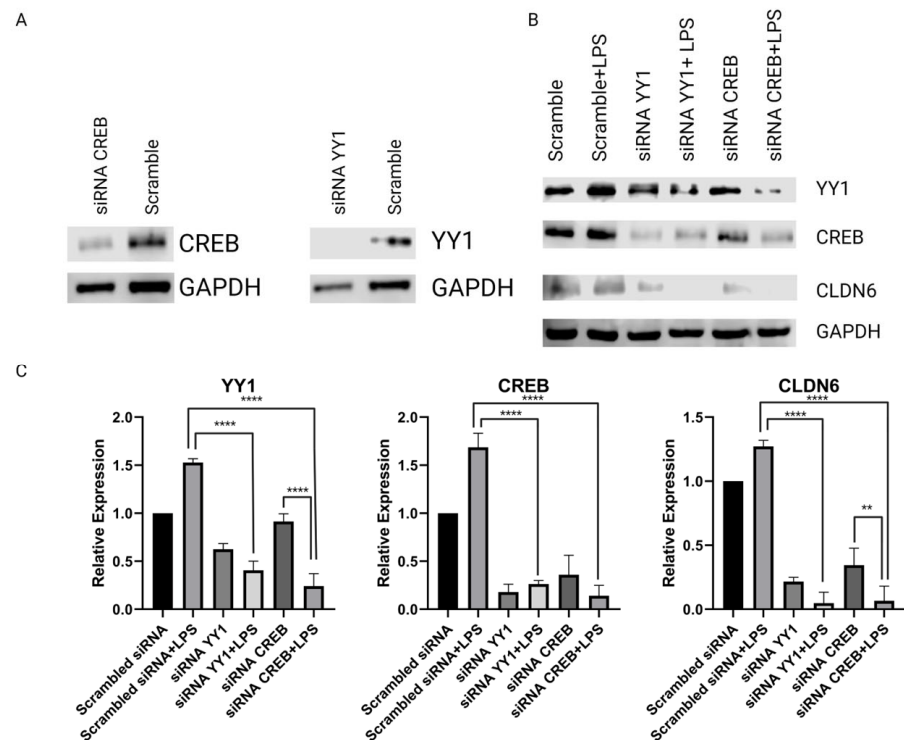 A
siRNA CREB
Scramble
CREB
GAPDH
siRNA YY1
Scramble
YY1
GAPDH
B
Scramble
Scramble+LPS
siRNA YY1
siRNA YY1+ LPS
siRNA CREB
siRNA CREB+LPS
YY1
CREB
CLDN6
GAPDH
C
YY1
Relative Expression
2.0
1.5
1.0
0.5
0.0
****
****
****
Scrambled siRNA
Scrambled siRNA+LPS
siRNA YY1
siRNA YY1+LPS
siRNA CREB
siRNA CREB+LPS
CREB
Relative Expression
2.0
1.5
1.0
0.5
0.0
****
****
Scrambled siRNA
Scrambled siRNA+LPS
siRNA YY1
siRNA YY1+LPS
siRNA CREB
siRNA CREB+LPS
CLDN6
Relative Expression
1.5
1.0
0.5
0.0
****
****
**
Scrambled siRNA
Scrambled siRNA+LPS
siRNA YY1
siRNA YY1+LPS
siRNA CREB
siRNA CREB+LPS